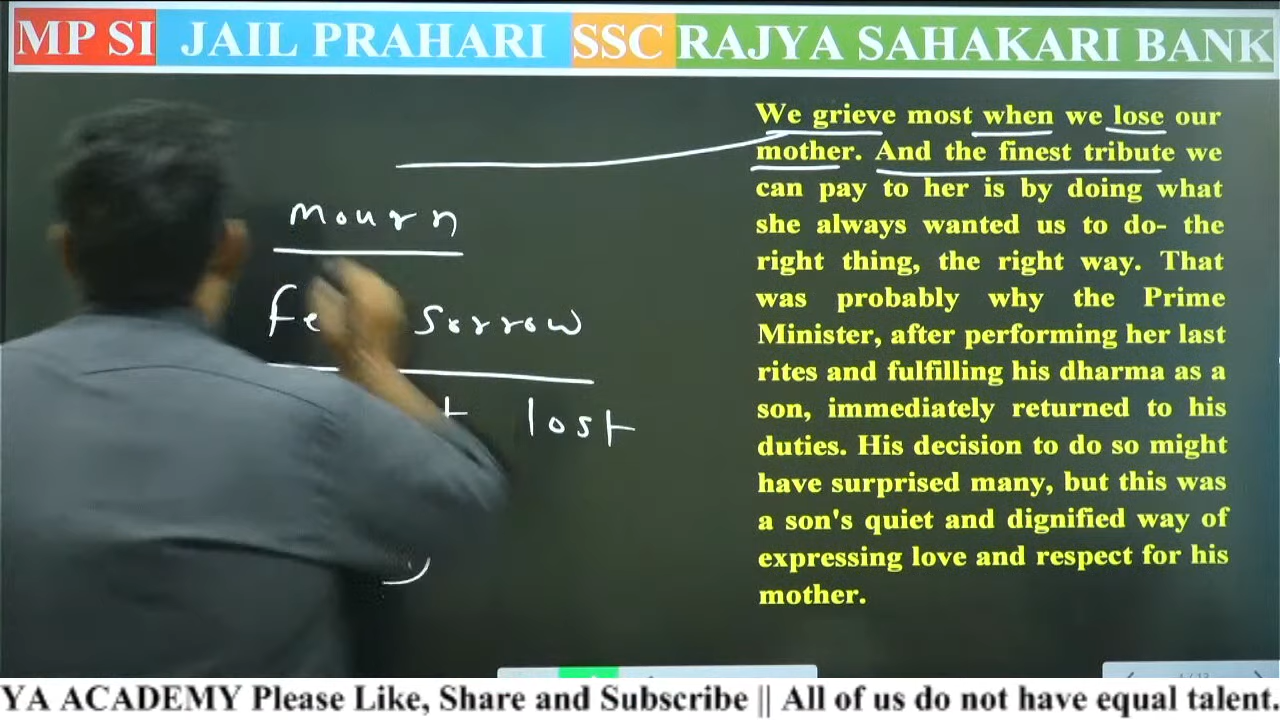 MP SI JAIL PRAHARI SSC RAJYA SAHAKARI BANK
We grieve most when we lose our
mother. And the finest tribute we
can pay to her is by doing what
she always wanted us to do- the
right thing, the right way. That
was probably why the Prime
Minister, after performing her last
rites and fulfilling his dharma as a
son, immediately returned to his
duties. His decision to do so might
have surprised many, but this was
a son's quiet and dignified way of
expressing love and respect for his
mother.
mourn
sorrow
lost
YA ACADEMY Please Like, Share and Subscribe || All of us do not have equal talent.